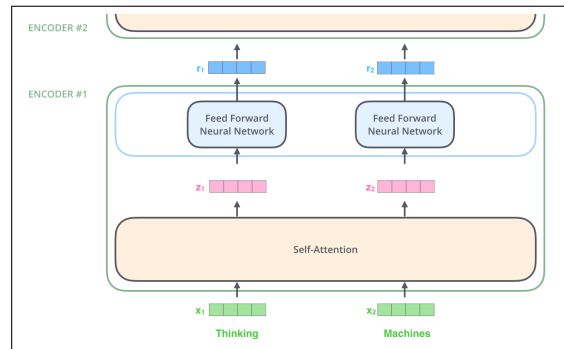 ENCODER #2
r₁ r₂
ENCODER #1
Feed Forward Feed Forward
Neural Network Neural Network
z₁ z₂
Self-Attention
x₁ x₂
Thinking Machines